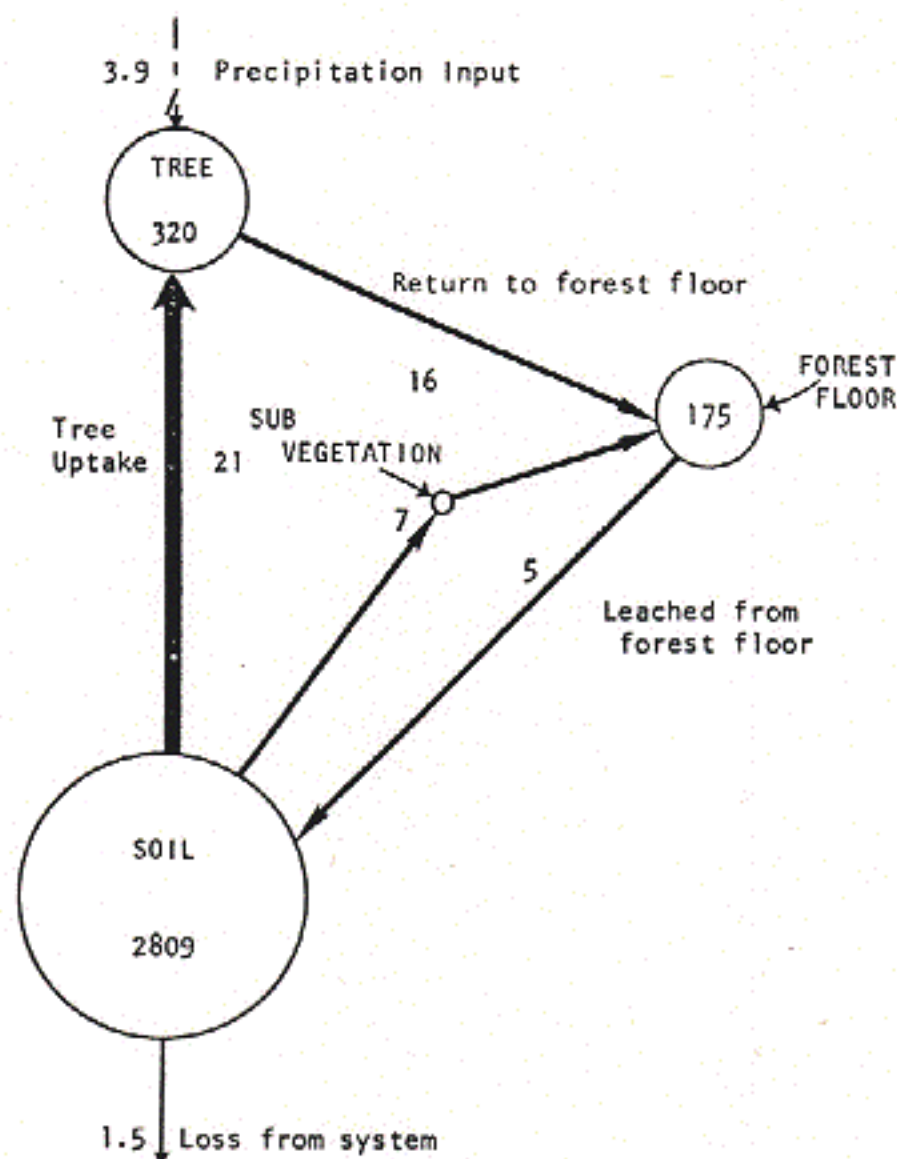 3.9 Precipitation Input
TREE
320
Return to forest floor
16
FOREST
FLOOR
175
SUB
VEGETATION
Tree
Uptake
21
7
5
Leached from
forest floor
SOIL
2809
1.5 Loss from system